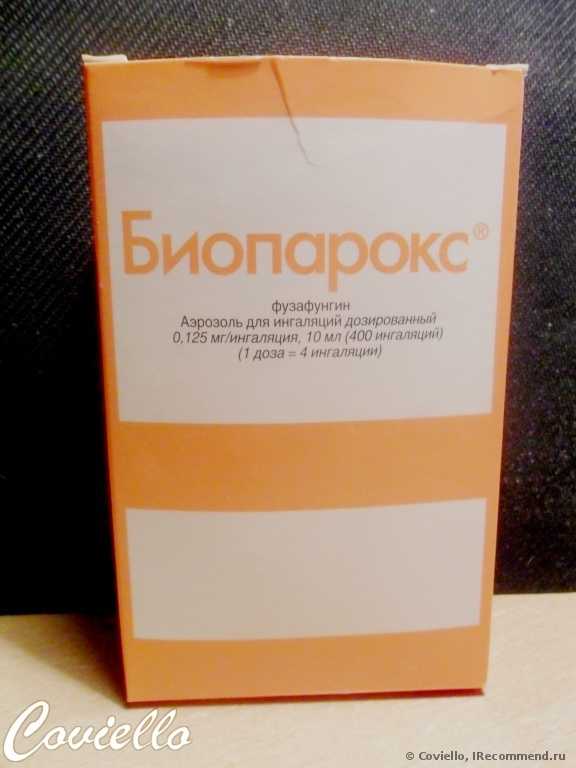 Биопарокс®
фузафунгин
Аэрозоль для ингаляций дозированный
0,125 мг/ингаляция, 10 мл (400 ингаляций)
(1 доза = 4 ингаляции)
Coviello
© Coviello, IRecommend.ru